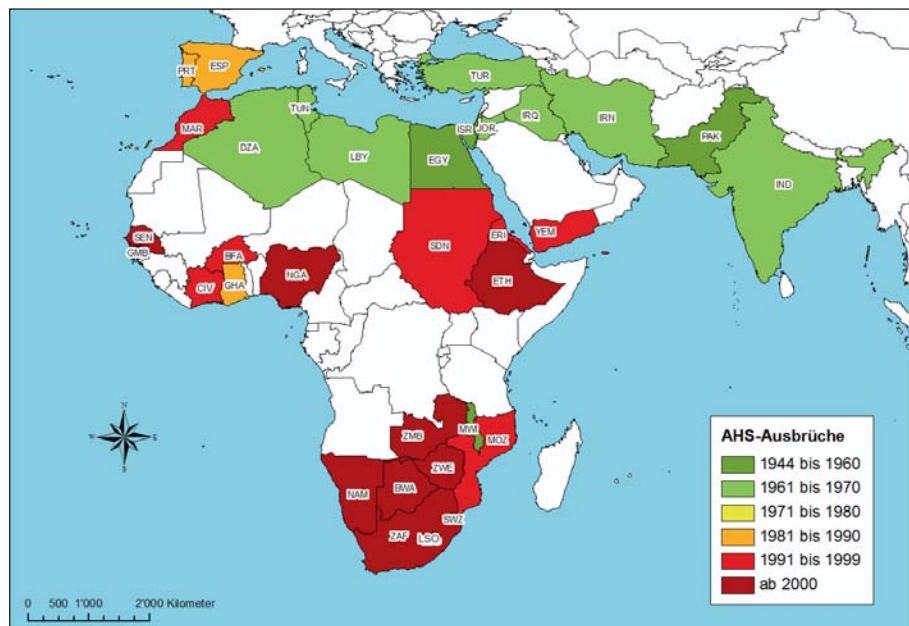 PRT
ESP
TUR
MAR
TUN
DZA
LBY
EGY
ISR
JOR
IRQ
IRN
PAK
IND
SEN
GMB
BFA
CIV
GHA
NGA
SDN
ERI
YEM
ETH
ZMB
MWI
MOZ
NAM
BWA
ZWE
ZAF
LSO
SWZ
N
W E
S
AHS-Ausbrüche
1944 bis 1960
1961 bis 1970
1971 bis 1980
1981 bis 1990
1991 bis 1999
ab 2000
0 500 1'000 2'000 Kilometer